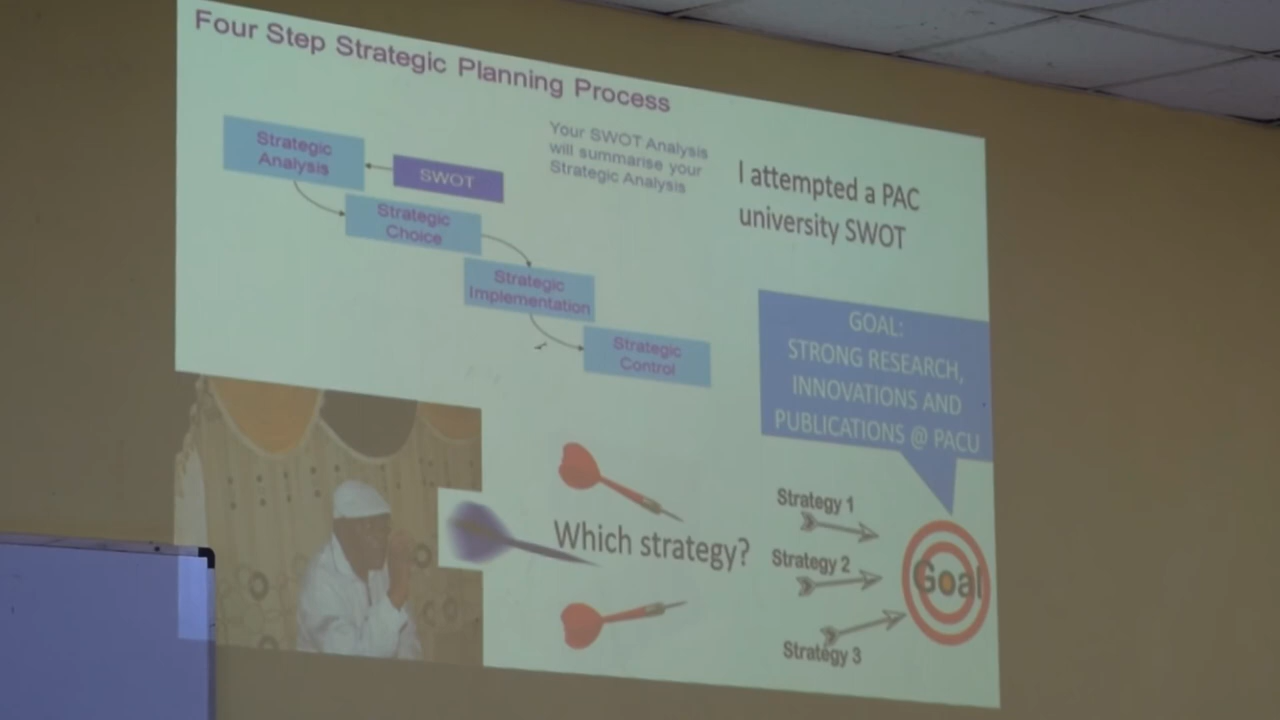 Four Step Strategic Planning Process
Strategic
Analysis
SWOT
Your SWOT Analysis
will summarise your
Strategic Analysis
I attempted a PAC
university SWOT
Strategic
Choice
Strategic
Implementation
Strategic
Control
GOAL:
STRONG RESEARCH,
INNOVATIONS AND
PUBLICATIONS @ PACU
Which strategy?
Strategy 1
Strategy 2
Strategy 3
Goal